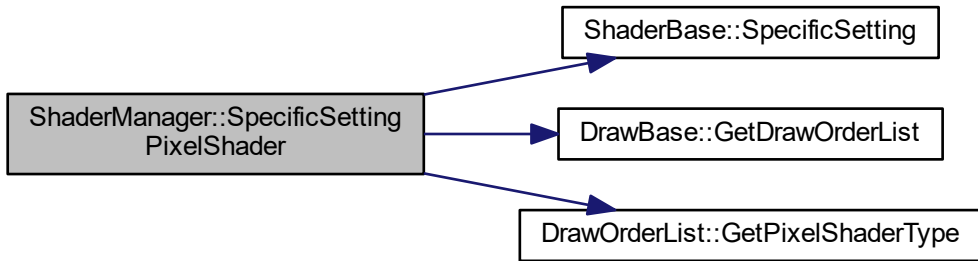 ShaderManager::SpecificSetting
PixelShader
ShaderBase::SpecificSetting
DrawBase::GetDrawOrderList
DrawOrderList::GetPixelShaderType